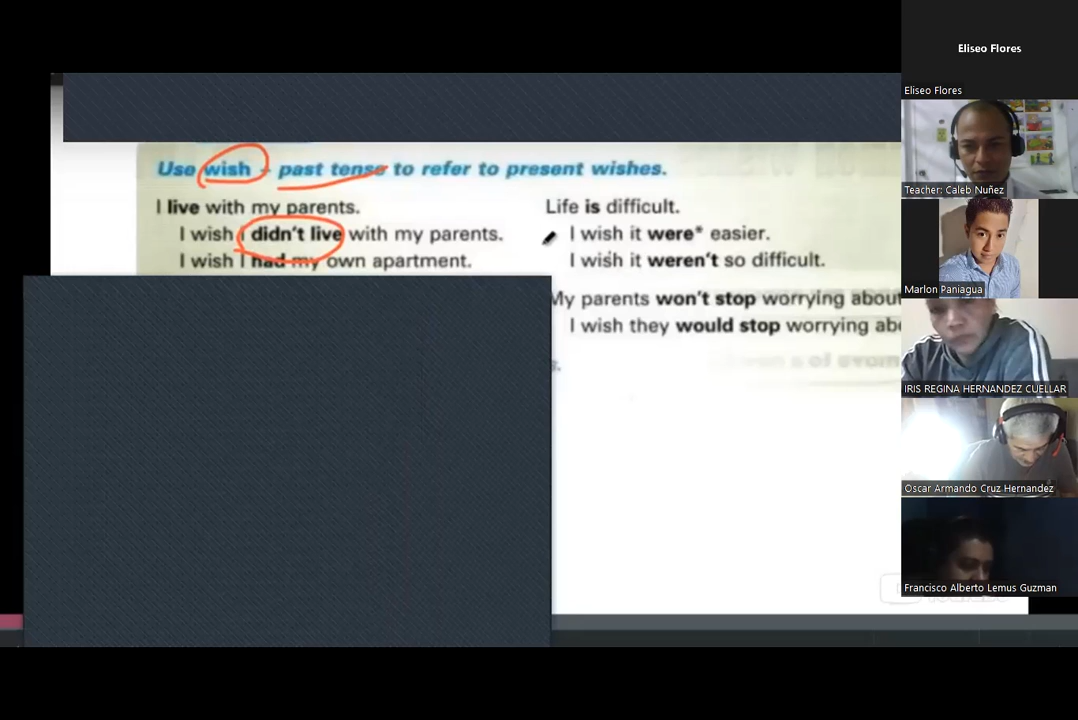 Use wish + past tense to refer to present wishes.
I live with my parents.
I wish I didn't live with my parents.
I wish I had my own apartment.
Life is difficult.
I wish it were* easier.
I wish it weren't so difficult.
My parents won't stop worrying about
I wish they would stop worrying
Eliseo Flores
Eliseo Flores
Teacher: Caleb Nuñez
Marlon Paniagua
IRIS REGINA HERNANDEZ CUELLAR
Oscar Armando Cruz Hernandez
Francisco Alberto Lemus Guzman